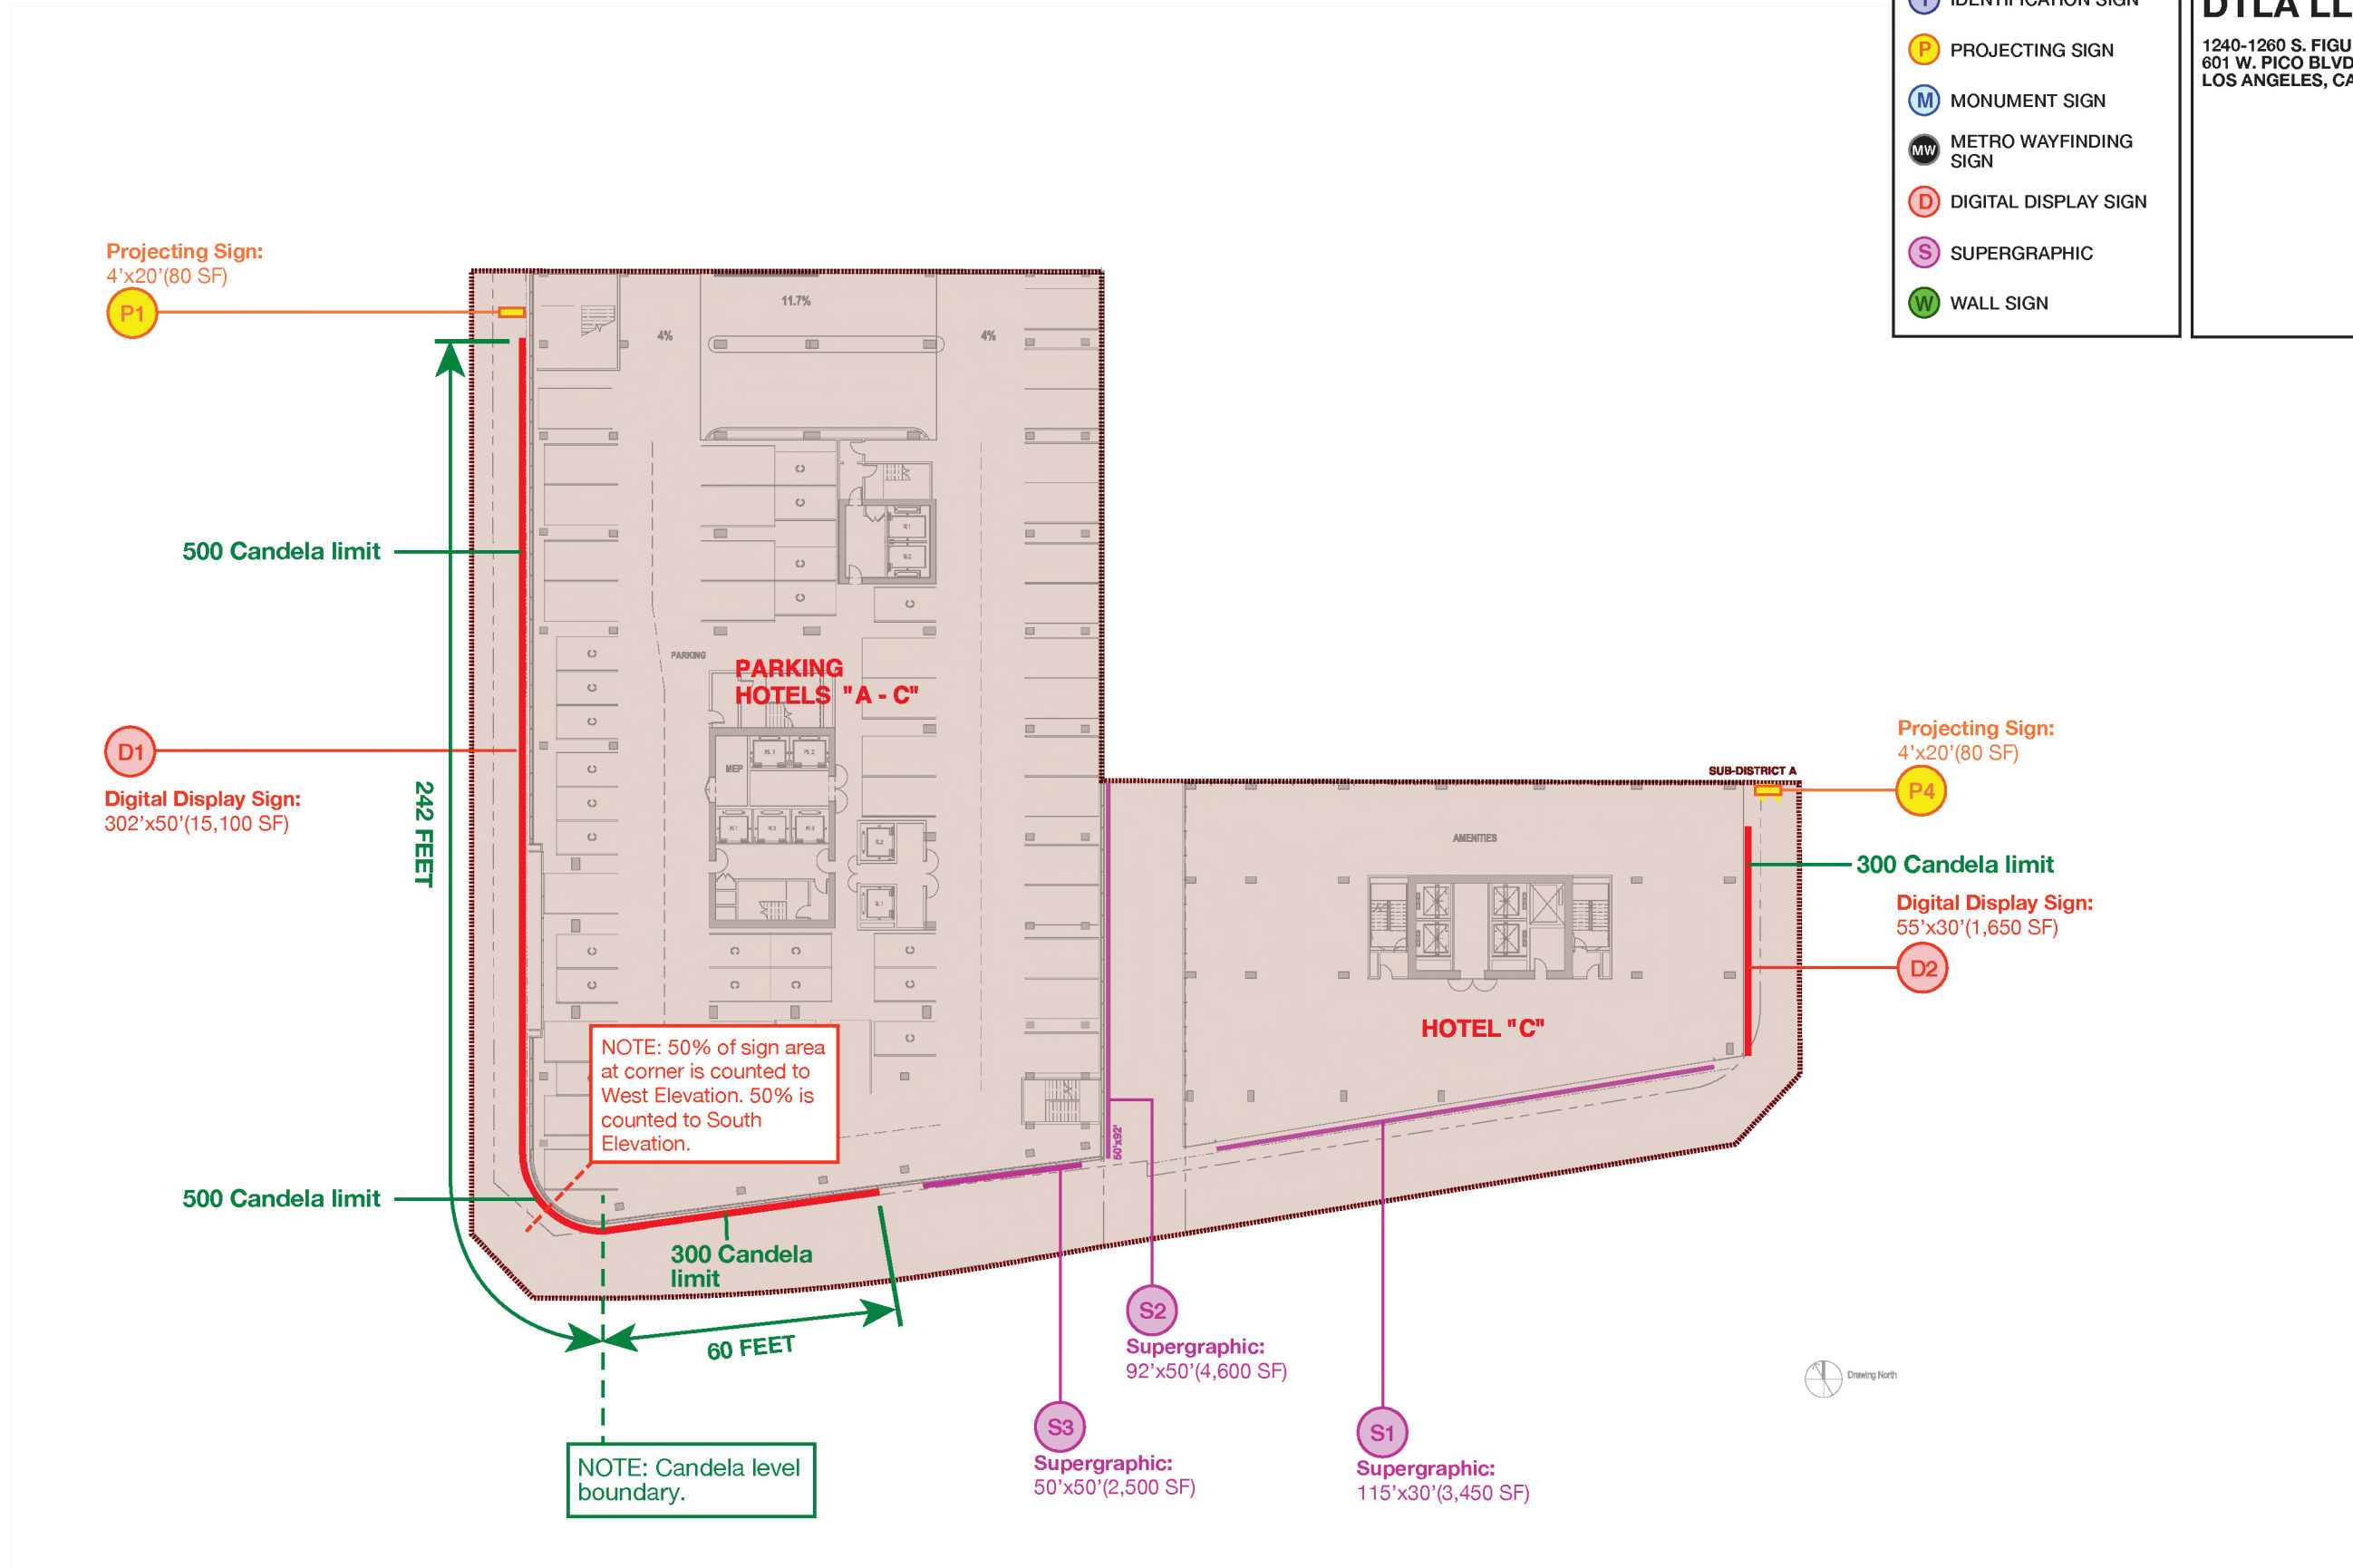 DTLA LL
1240-1260 S. FIGU
601 W. PICO BLVD
LOS ANGELES, CA
P PROJECTING SIGN
M MONUMENT SIGN
MW METRO WAYFINDING
SIGN
D DIGITAL DISPLAY SIGN
S SUPERGRAPHIC
W WALL SIGN
Projecting Sign:
4’x20’(80 SF)
P1
11.7%
4%
4%
500 Candela limit
C
C
C
C
C
PARKING
PARKING
HOTELS "A - C"
C
C
C
C
C
C
MEP
D1
Digital Display Sign:
302’x50’(15,100 SF)
242 FEET
Projecting Sign:
4’x20’(80 SF)
SUB-DISTRICT A
P4
AMENITIES
300 Candela limit
Digital Display Sign:
55’x30’(1,650 SF)
D2
HOTEL "C"
C
C
C
C
C
C
C
C
C
NOTE: 50% of sign area
at corner is counted to
West Elevation. 50% is
counted to South
Elevation.
50'x92'
500 Candela limit
300 Candela
limit
60 FEET
S2
Supergraphic:
92’x50’(4,600 SF)
S3
Supergraphic:
50’x50’(2,500 SF)
S1
Supergraphic:
115’x30’(3,450 SF)
Drawing North
NOTE: Candela level
boundary.